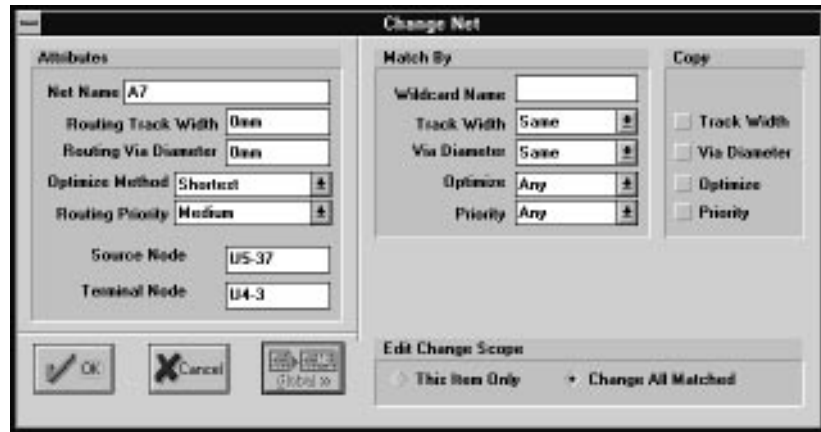 Change Net
Attributes
Net Name A7
Routing Track Width 0mm
Routing Via Diameter 0mm
Optimize Method Shortest
Routing Priority Medium
Source Node U5-37
Terminal Node U4-3
OK
Cancel
Global »
Match By
Wildcard Name
Track Width Same
Via Diameter Same
Optimize Any
Priority Any
Copy
Track Width
Via Diameter
Optimize
Priority
Edit Change Scope
This Item Only
Change All Matched